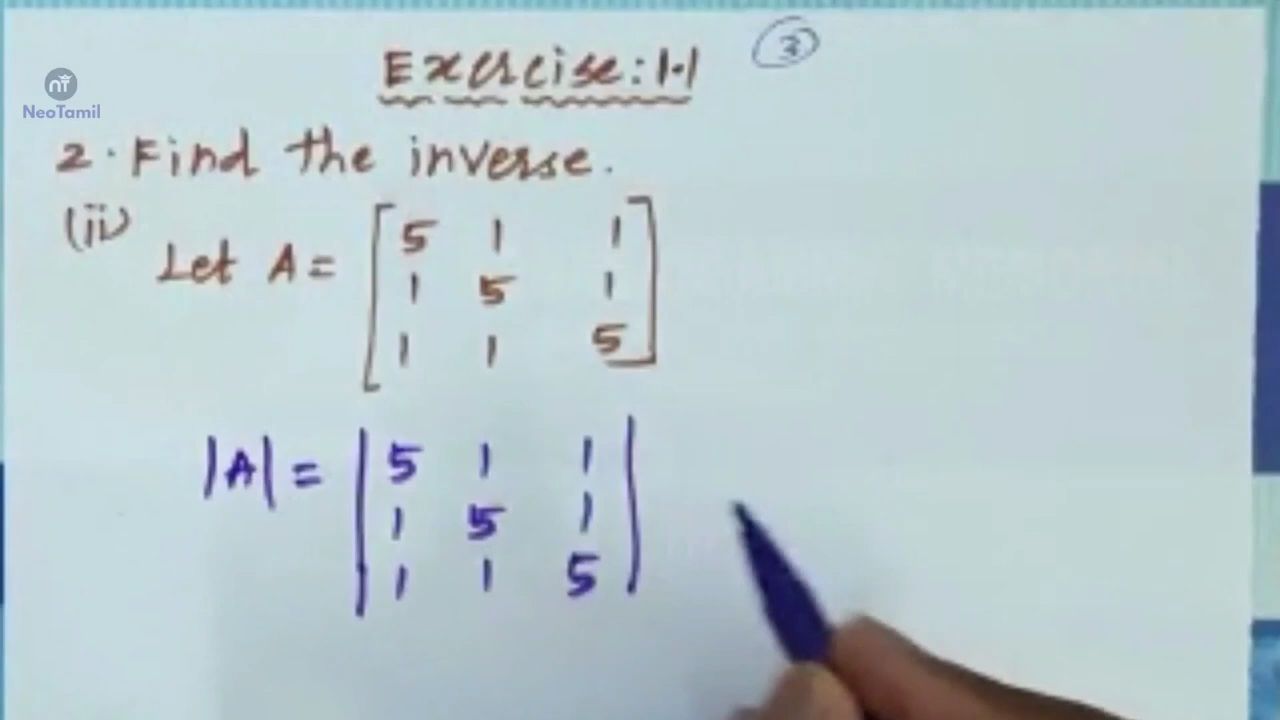 Exercise: 1.1
2
NeoTamil
2. Find the inverse.
(ii) Let A =
5 1 1
1 5 1
1 1 5
|A| =
5 1 1
1 5 1
1 1 5